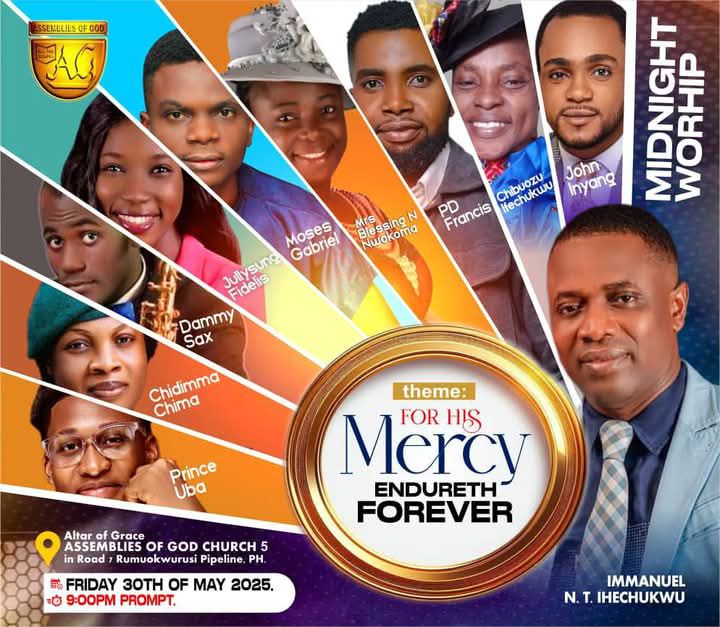 ASSEMBLIES OF GOD
AG
MIDNIGHT
WORHIP
John
Inyang
Chibuozu
Ifechukwu
PD
Francis
Mrs
Blessing N
Nwokoma
Moses
Gabriel
Jullysung
Fidelis
Dammy
Sax
Chidimma
Chima
Prince
Uba
theme:
FOR HIS
Mercy
ENDURETH
FOREVER
IMMANUEL
N. T. IHECHUKWU
Altar of Grace
ASSEMBLIES OF GOD CHURCH 5
in Road 7 Rumuokwurusi Pipeline, PH.
FRIDAY 30TH OF MAY 2025.
9:00PM PROMPT.